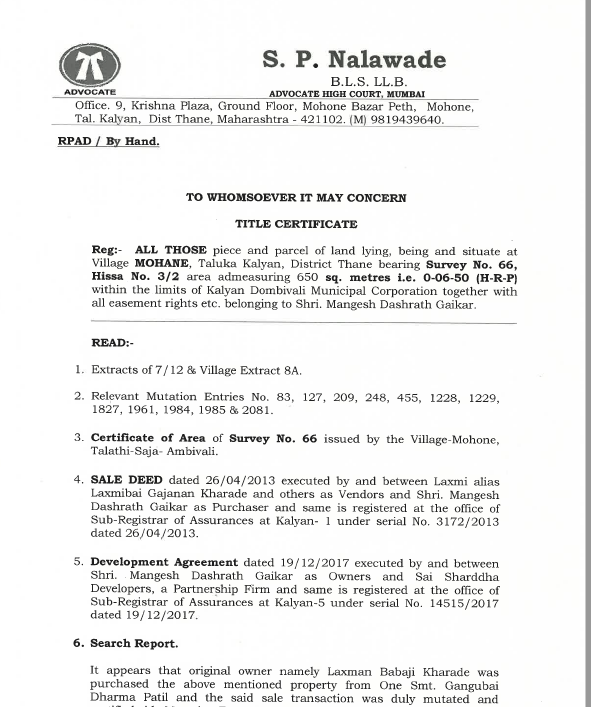 S. P. Nalawade
B.L.S. LL.B.
ADVOCATE
ADVOCATE HIGH COURT, MUMBAI
Office. 9, Krishna Plaza, Ground Floor, Mohone Bazar Peth, Mohone,
Tal. Kalyan, Dist Thane, Maharashtra - 421102. (M) 9819439640.
RPAD / By Hand.
TO WHOMSOEVER IT MAY CONCERN
TITLE CERTIFICATE
Reg:- ALL THOSE piece and parcel of land lying, being and situate at
Village MOHANE, Taluka Kalyan, District Thane bearing Survey No. 66,
Hissa No. 3/2 area admeasuring 650 sq. metres i.e. 0-06-50 (H-R-P)
within the limits of Kalyan Dombivali Municipal Corporation together with
all easement rights etc. belonging to Shri. Mangesh Dashrath Gaikar.
READ:-
1. Extracts of 7/12 & Village Extract 8A.
2. Relevant Mutation Entries No. 83, 127, 209, 248, 455, 1228, 1229,
1827, 1961, 1984, 1985 & 2081.
3. Certificate of Area of Survey No. 66 issued by the Village-Mohone,
Talathi-Saja- Ambivali.
4. SALE DEED dated 26/04/2013 executed by and between Laxmi alias
Laxmibai Gajanan Kharade and others as Vendors and Shri. Mangesh
Dashrath Gaikar as Purchaser and same is registered at the office of
Sub-Registrar of Assurances at Kalyan- 1 under serial No. 3172/2013
dated 26/04/2013.
5. Development Agreement dated 19/12/2017 executed by and between
Shri. Mangesh Dashrath Gaikar as Owners and Sai Sharddha
Developers, a Partnership Firm and same is registered at the office of
Sub-Registrar of Assurances at Kalyan-5 under serial No. 14515/2017
dated 19/12/2017.
6. Search Report.
It appears that original owner namely Laxman Babaji Kharade was
purchased the above mentioned property from One Smt. Gangubai
Dharma Patil and the said sale transaction was duly mutated and